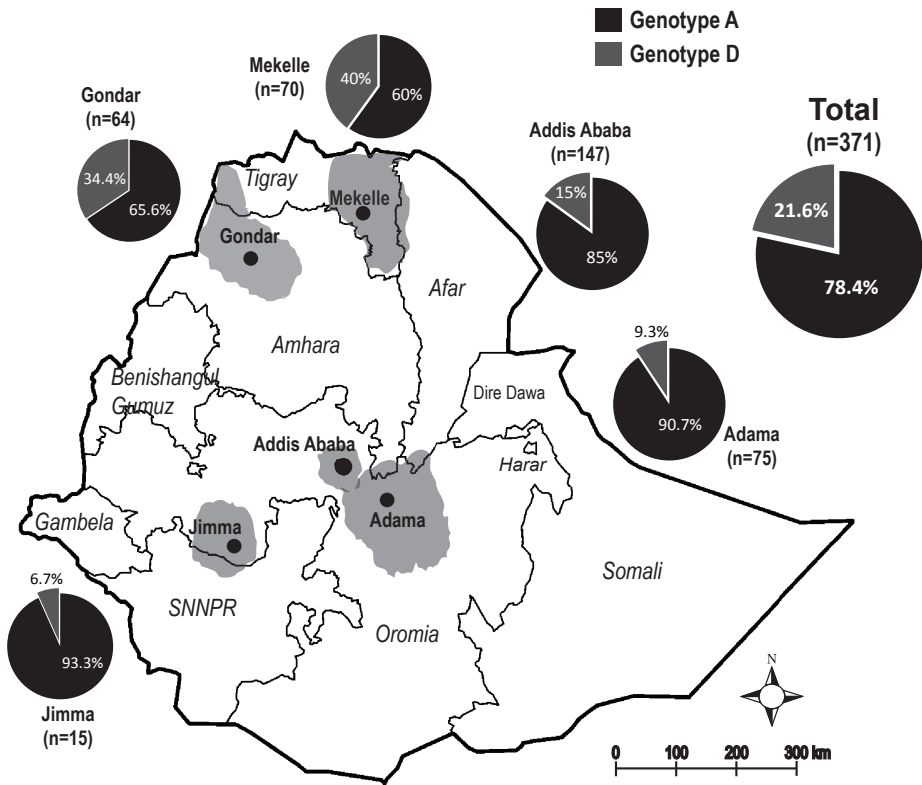 Genotype A
Genotype D
Mekelle
(n=70)
40%
60%
Gondar
(n=64)
34.4%
65.6%
Addis Ababa
(n=147)
15%
85%
Total
(n=371)
21.6%
78.4%
Tigray
Mekelle
Gondar
Afar
Amhara
Benishangul
Gumuz
Dire Dawa
9.3%
90.7%
Adama
(n=75)
Addis Ababa
Harar
Adama
Gambela
Jimma
Somali
SNNPR
Oromia
6.7%
93.3%
Jimma
(n=15)
N
0 100 200 300 km